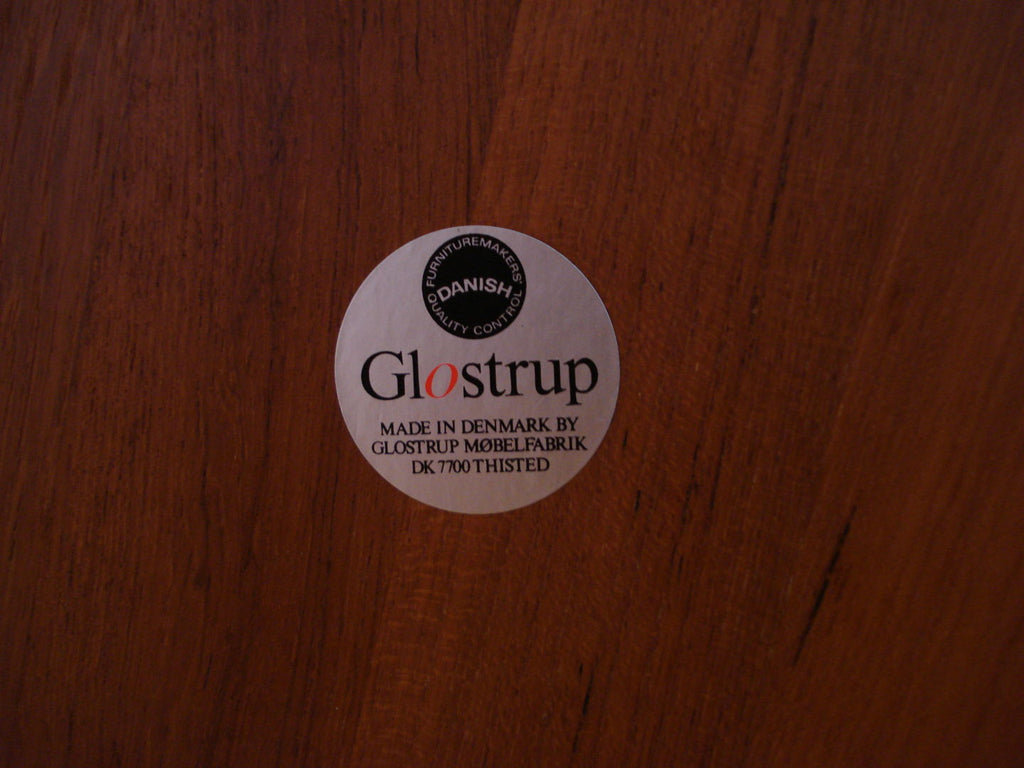 FURNITUREMAKERS'
DANISH
QUALITY CONTROL
Glostrup
MADE IN DENMARK BY
GLOSTRUP MØBELFABRIK
DK 7700 THISTED